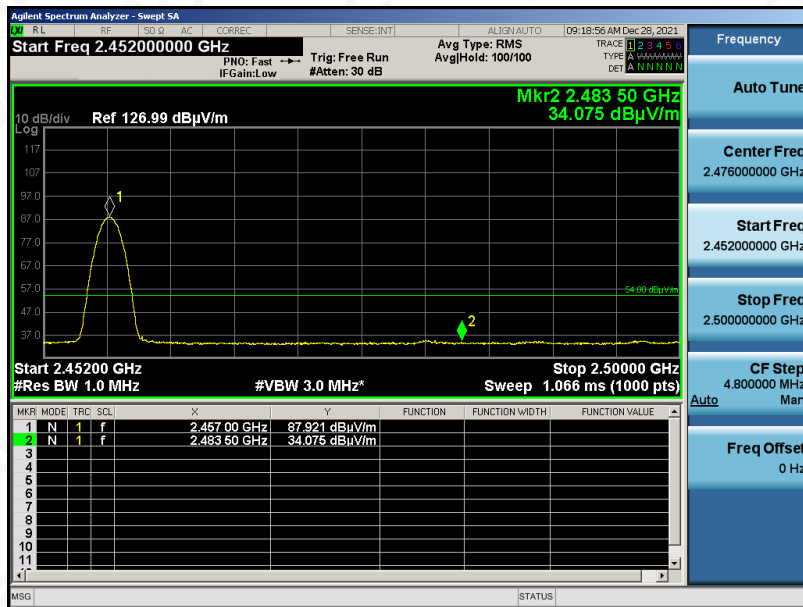 Agilent Spectrum Analyzer - Swept SA
LXI RL RF 50 Ω AC CORREC SENSE:INT ALIGN AUTO 09:18:56 AM Dec 28, 2021
Start Freq 2.452000000 GHz
PNO: Fast
IFGain:Low
Trig: Free Run
#Atten: 30 dB
Avg Type: RMS
Avg|Hold: 100/100
TRACE 1 2 3 4 5 6
TYPE A WWWWW
DET A N N N N N
Mkr2 2.483 50 GHz
34.075 dBµV/m
10 dB/div Ref 126.99 dBµV/m
Log
117
107
97.0
87.0
77.0
67.0
57.0
47.0
37.0
1
54.00 dBµV/m
2
Start 2.45200 GHz Stop 2.50000 GHz
#Res BW 1.0 MHz #VBW 3.0 MHz* Sweep 1.066 ms (1000 pts)
MKR MODE TRC SCL X Y FUNCTION FUNCTION WIDTH FUNCTION VALUE
1 N 1 f 2.457 00 GHz 87.921 dBµV/m
2 N 1 f 2.483 50 GHz 34.075 dBµV/m
3
4
5
6
7
8
9
10
11
MSG STATUS
Frequency
Auto Tune
Center Freq
2.476000000 GHz
Start Freq
2.452000000 GHz
Stop Freq
2.500000000 GHz
CF Step
4.800000 MHz
Auto Man
Freq Offset
0 Hz